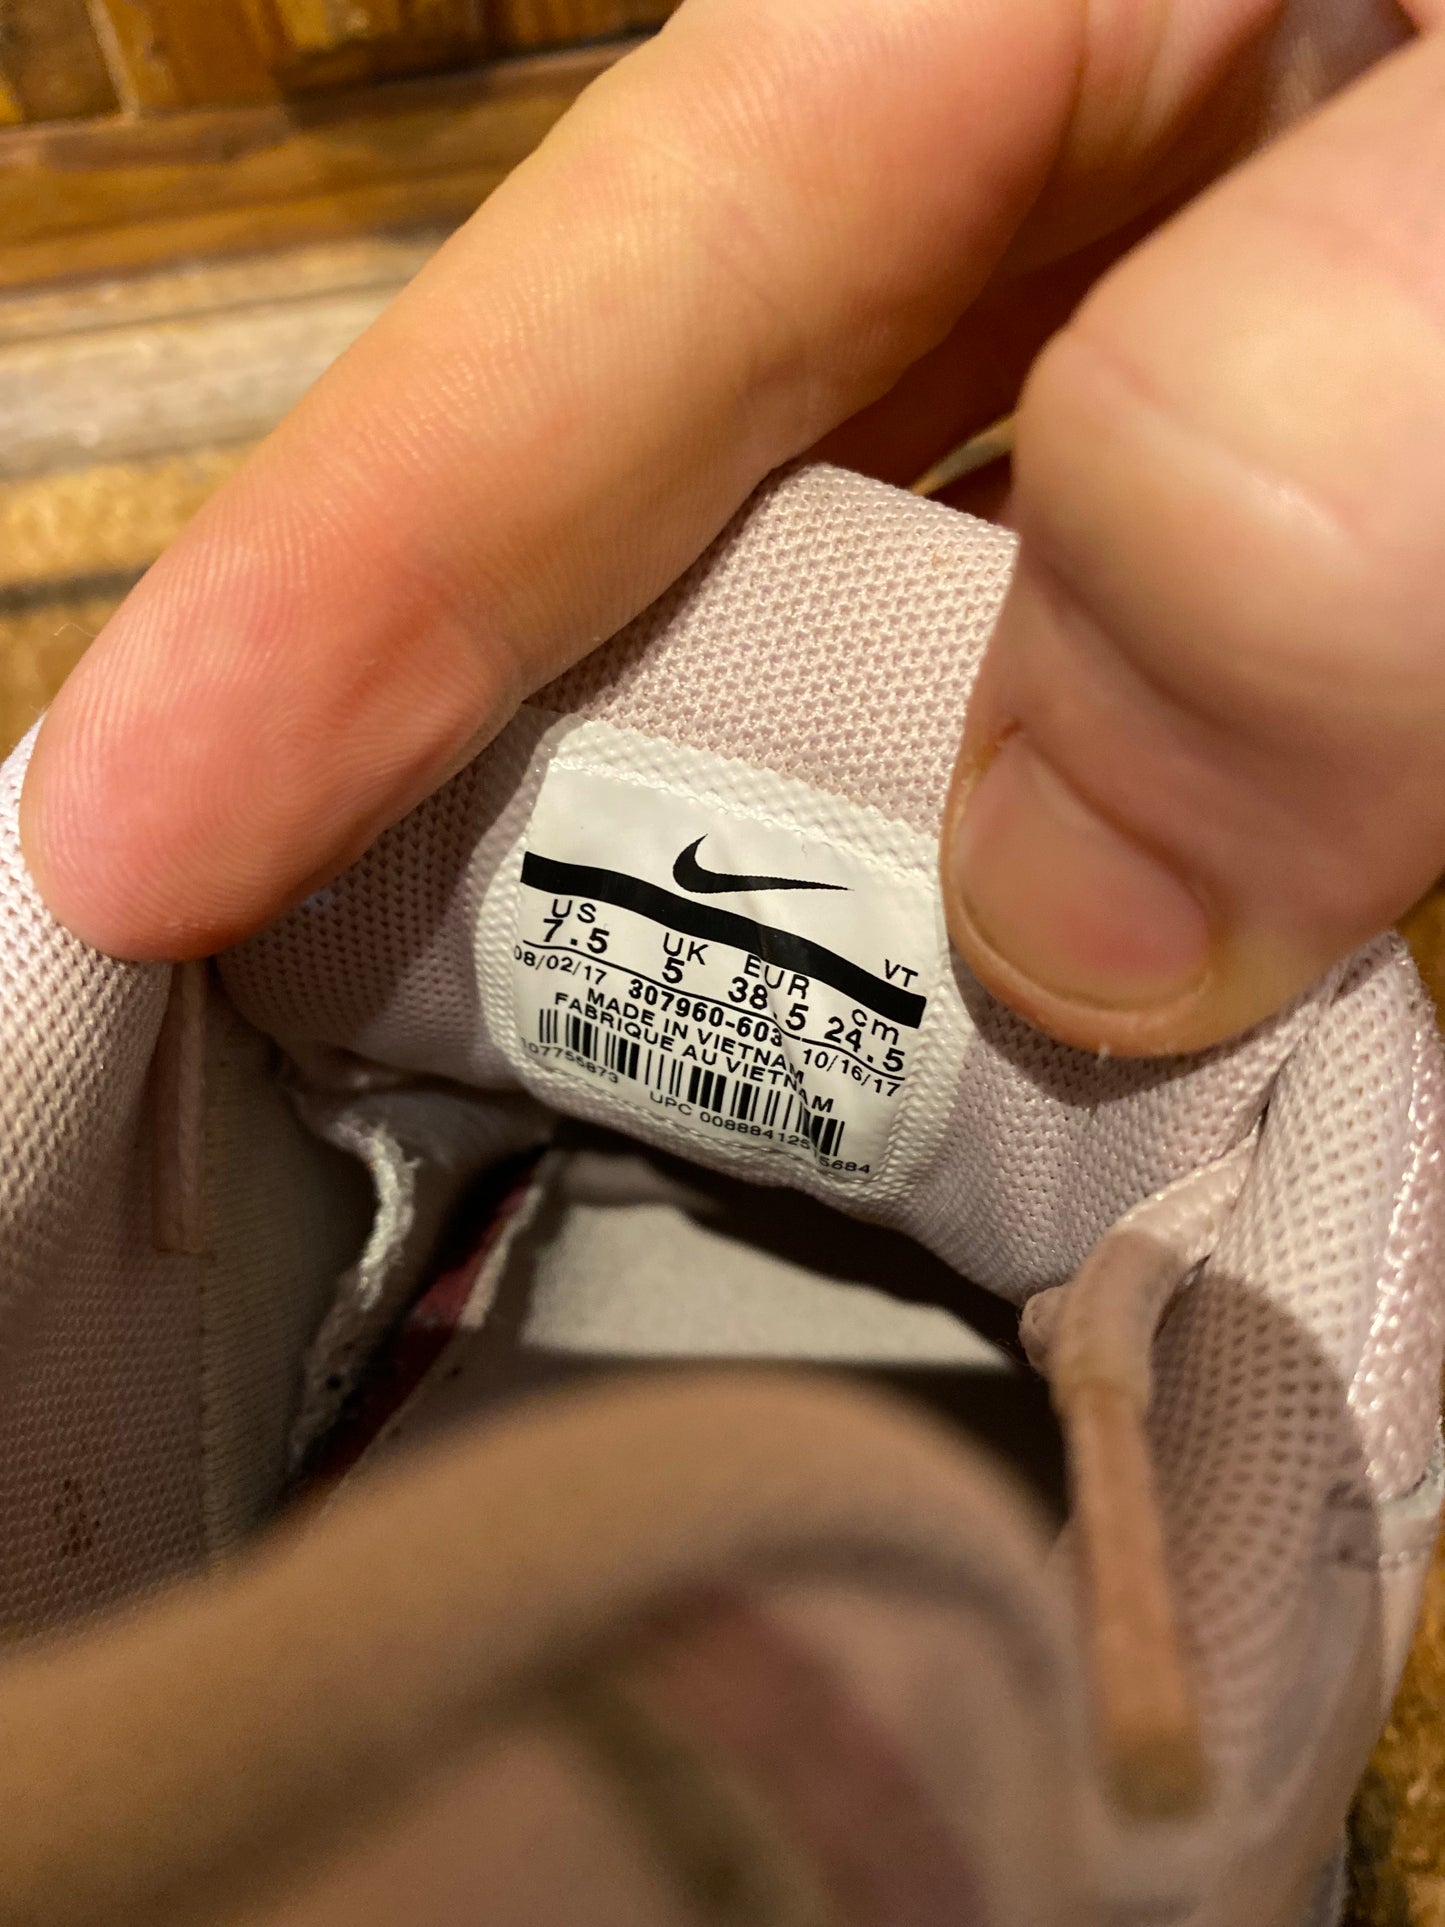 US UK EUR cm VT
7.5 5 38.5 24.5
08/02/17 307960-603 10/16/17
MADE IN VIETNAM
FABRIQUE AU VIETNAM
UPC 00888412